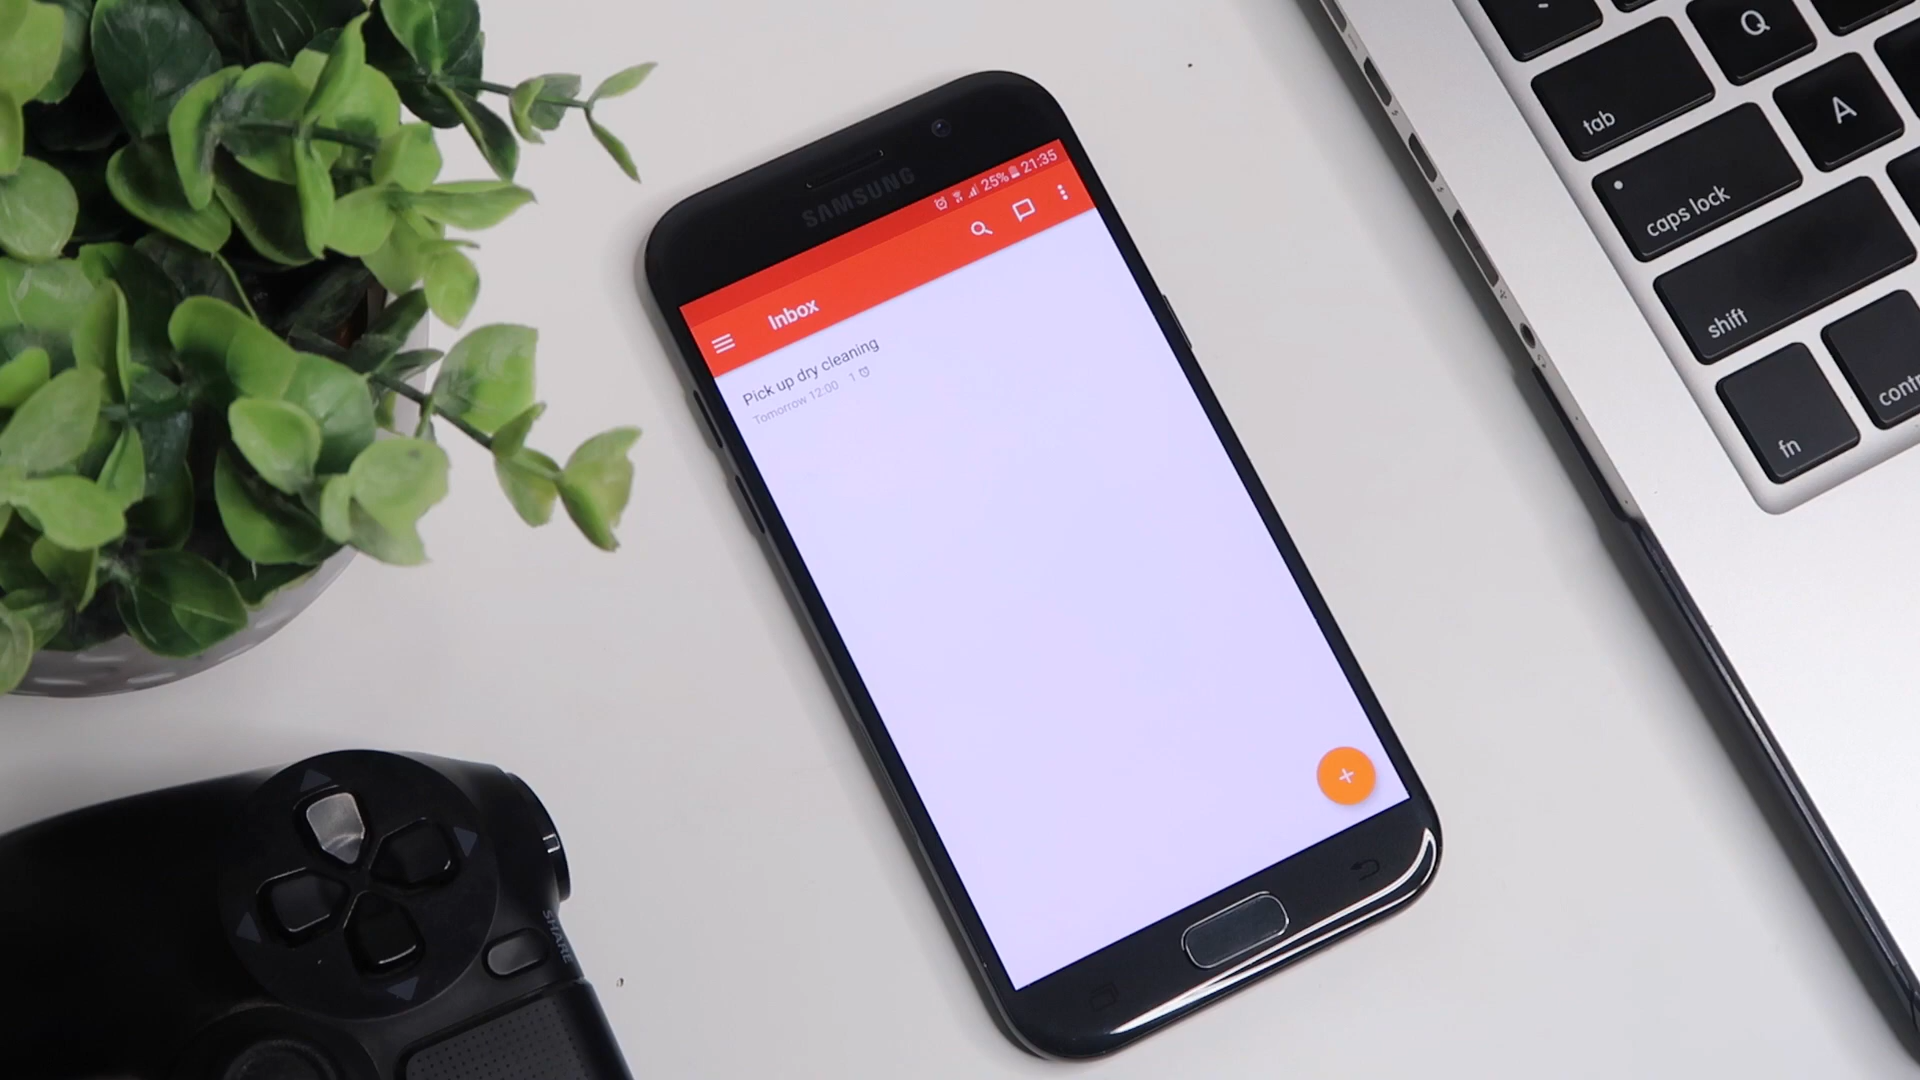 SAMSUNG
25% 21:35
Inbox
Pick up dry cleaning
Tomorrow 12:00 1
Q
tab
A
caps lock
shift
fn
contr
SHARE